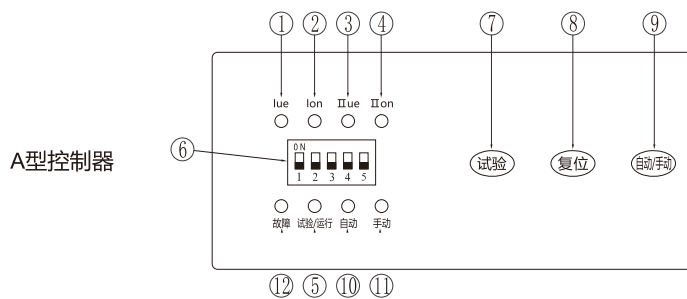 ① ② ③ ④ ⑦ ⑧ ⑨
Iue Ion IIue IIon
⑥ ON
A型控制器 试验 复位 自动/手动
1 2 3 4 5
故障 试验/运行 自动 手动
⑫ ⑤ ⑩ ⑪